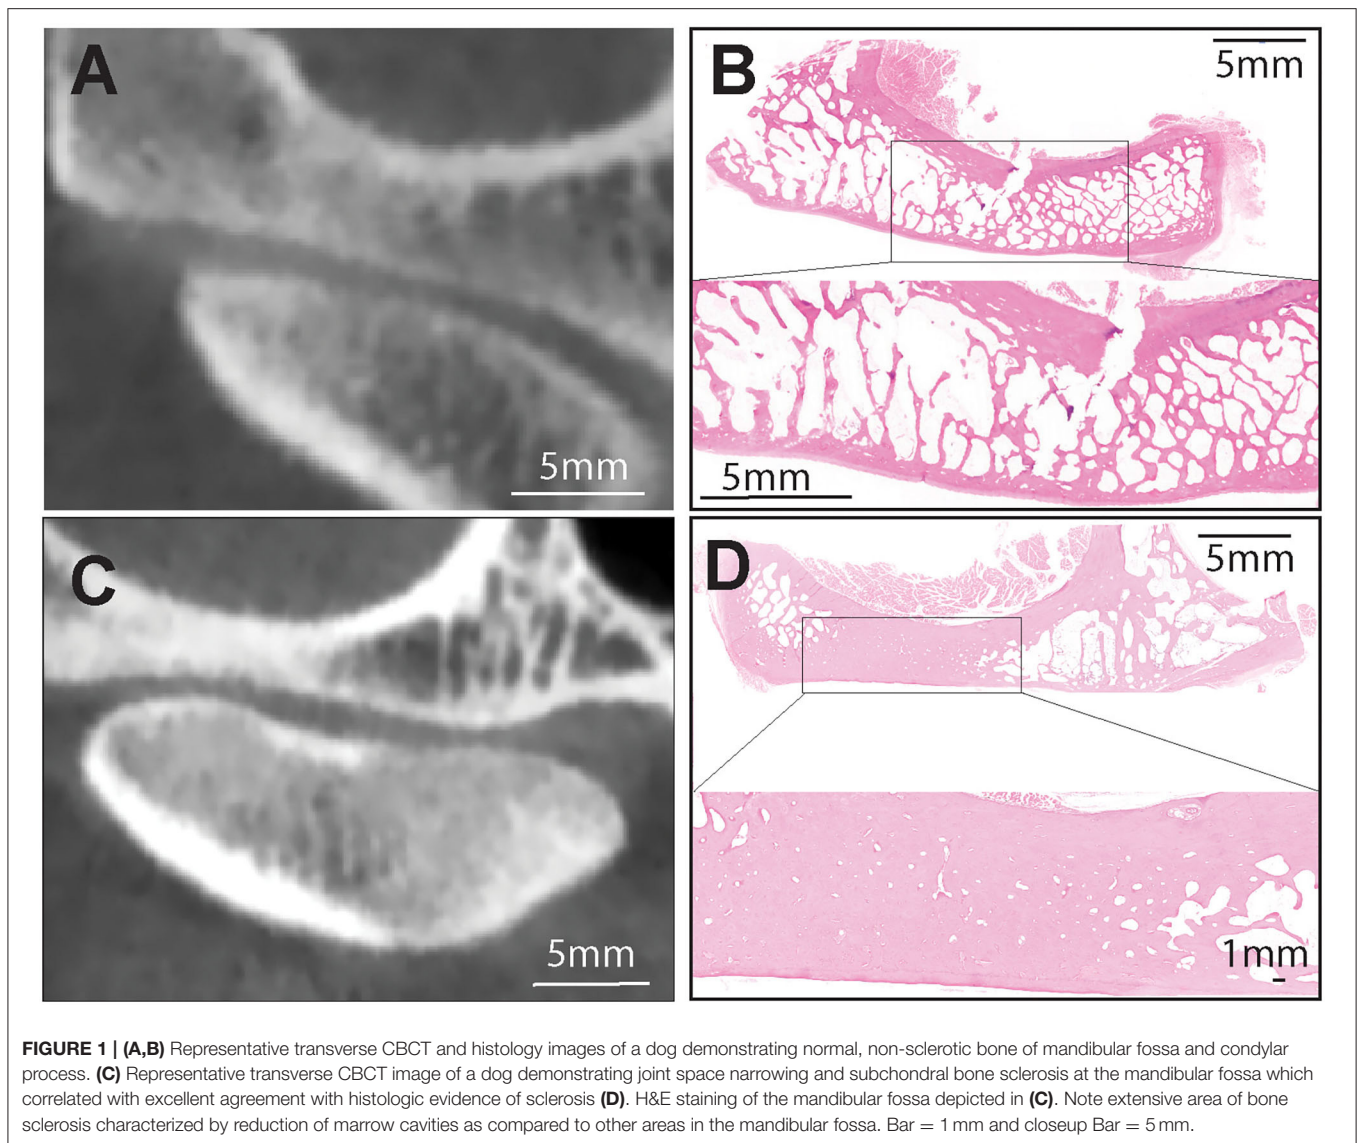 A
5mm
B
5mm
5mm
C
5mm
D
5mm
1mm
FIGURE 1 | (A,B) Representative transverse CBCT and histology images of a dog demonstrating normal, non-sclerotic bone of mandibular fossa and condylar
process. (C) Representative transverse CBCT image of a dog demonstrating joint space narrowing and subchondral bone sclerosis at the mandibular fossa which
correlated with excellent agreement with histologic evidence of sclerosis (D). H&E staining of the mandibular fossa depicted in (C). Note extensive area of bone
sclerosis characterized by reduction of marrow cavities as compared to other areas in the mandibular fossa. Bar = 1 mm and closeup Bar = 5 mm.